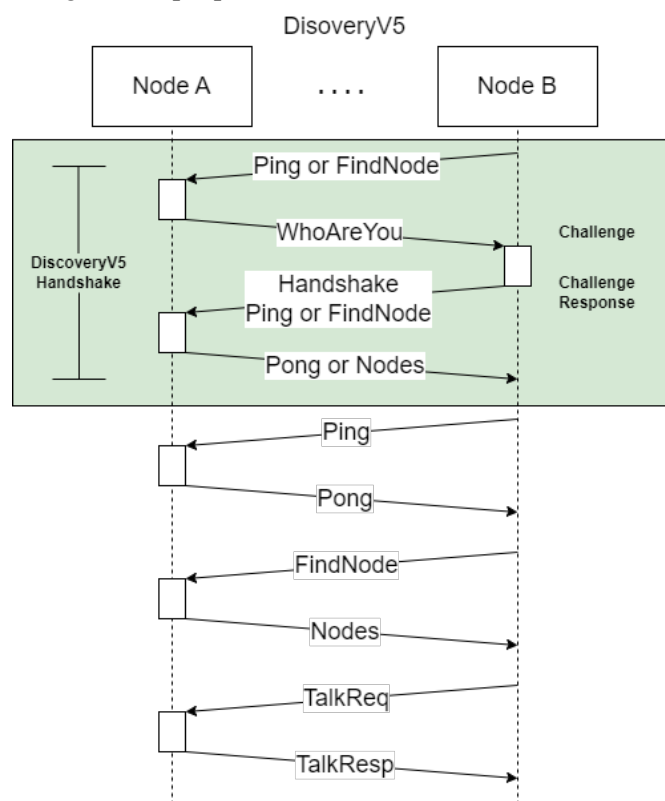 DisoveryV5
Node A
....
Node B
Ping or FindNode
WhoAreYou
Challenge
DiscoveryV5
Handshake
Handshake
Ping or FindNode
Challenge
Response
Pong or Nodes
Ping
Pong
FindNode
Nodes
TalkReq
TalkResp